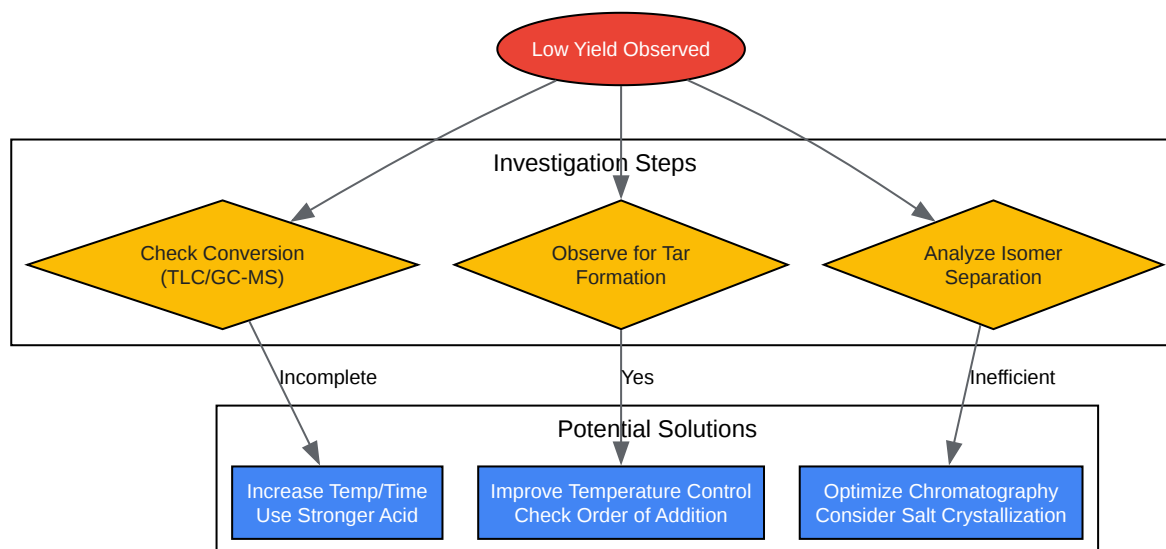 Low Yield Observed
Investigation Steps
Check Conversion
(TLC/GC-MS)
Observe for Tar
Formation
Analyze Isomer
Separation
Incomplete
Yes
Inefficient
Potential Solutions
Increase Temp/Time
Use Stronger Acid
Improve Temperature Control
Check Order of Addition
Optimize Chromatography
Consider Salt Crystallization